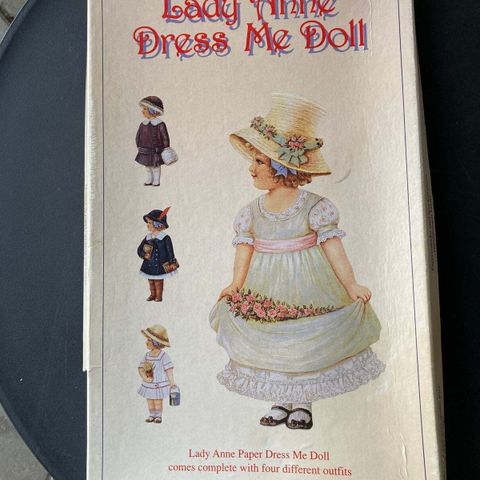 Lady Anne
Dress Me Doll
Lady Anne Paper Dress Me Doll
comes complete with four different outfits